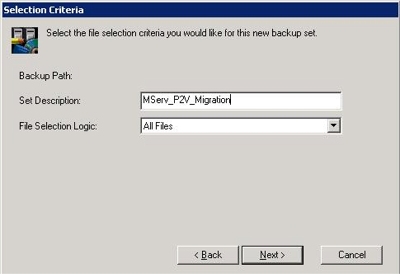 Selection Criteria
Select the file selection criteria you would like for this new backup set.
Backup Path:
Set Description: MServ_P2V_Migration
File Selection Logic: All Files
< Back Next > Cancel